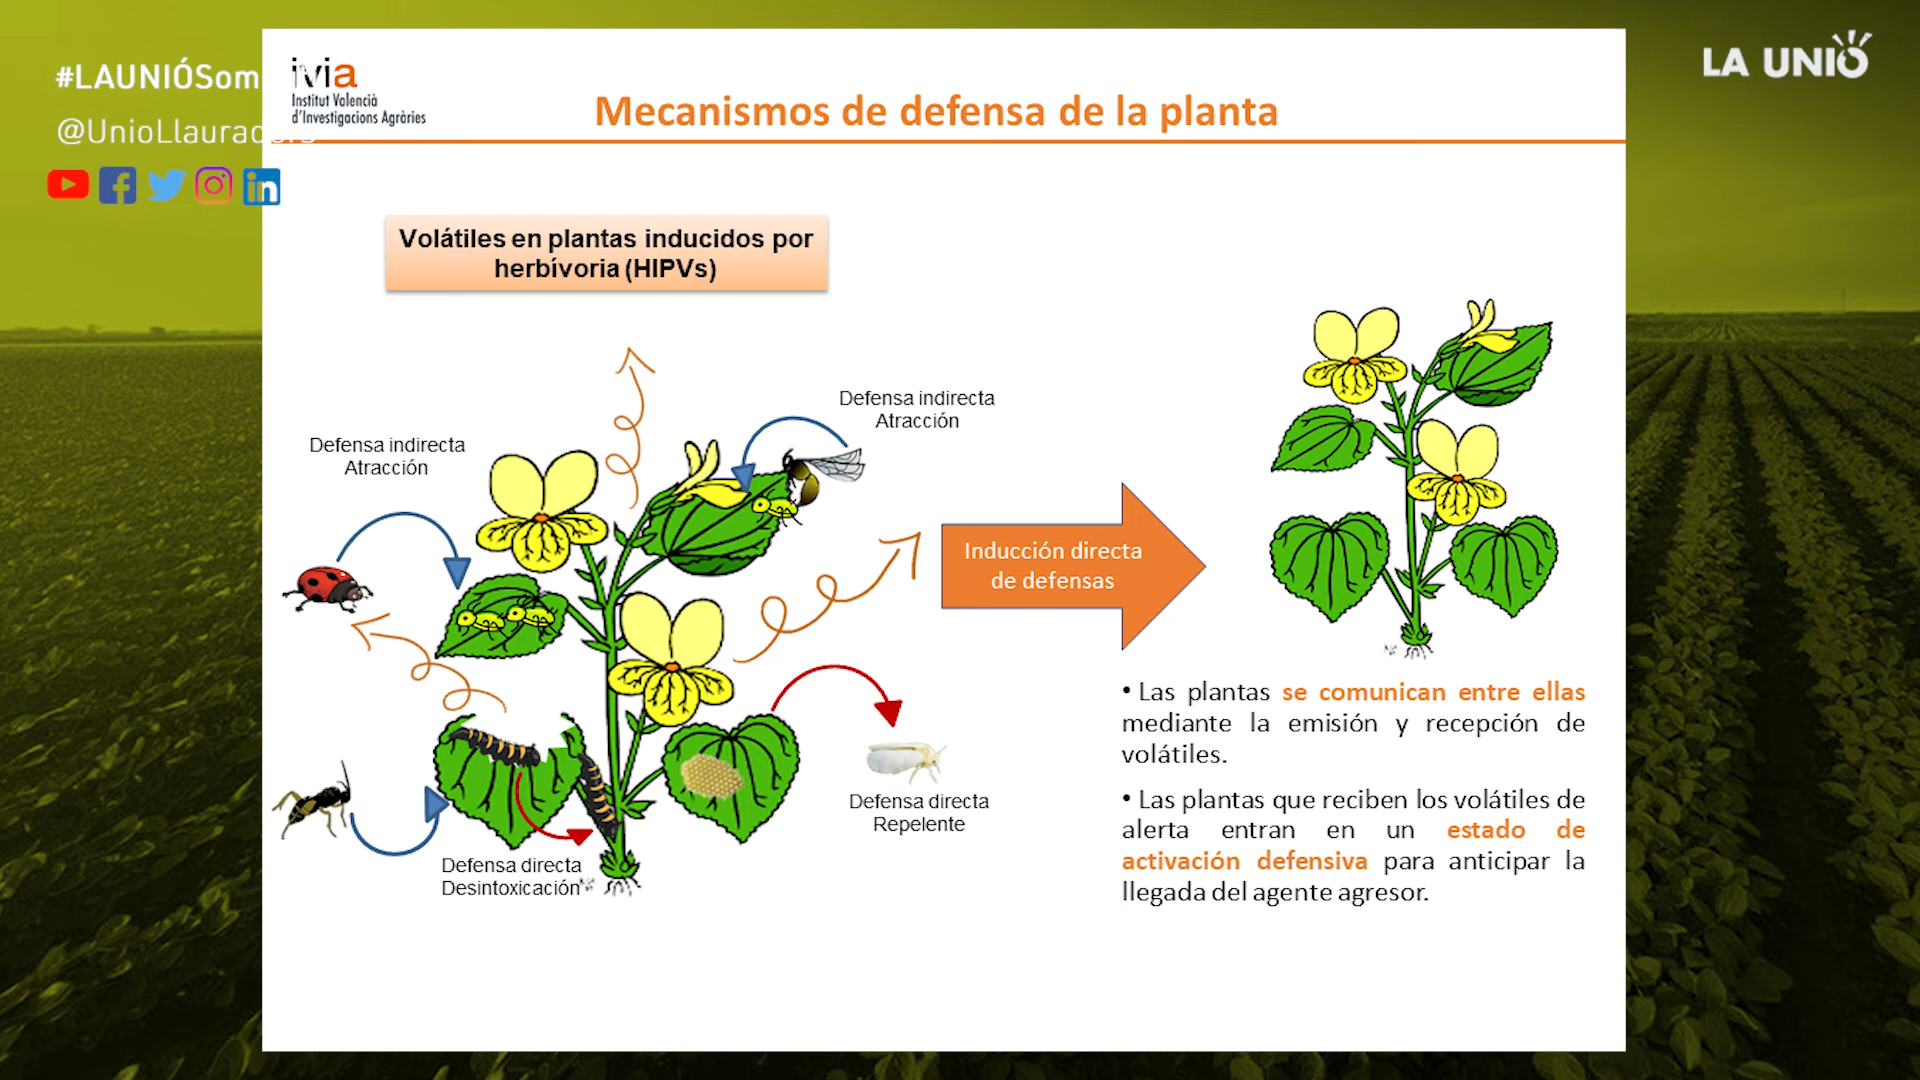 #LAUNIÓSom
@UnioLlauradors
LA UNIÓ
ivia
Institut Valencià
d'Investigacions Agràries
Mecanismos de defensa de la planta
Volátiles en plantas inducidos por
herbívoria (HIPVs)
Defensa indirecta
Atracción
Defensa indirecta
Atracción
Inducción directa
de defensas
Defensa directa
Repelente
Defensa directa
Desintoxicación
• Las plantas se comunican entre ellas
mediante la emisión y recepción de
volátiles.
• Las plantas que reciben los volátiles de
alerta entran en un estado de
activación defensiva para anticipar la
llegada del agente agresor.